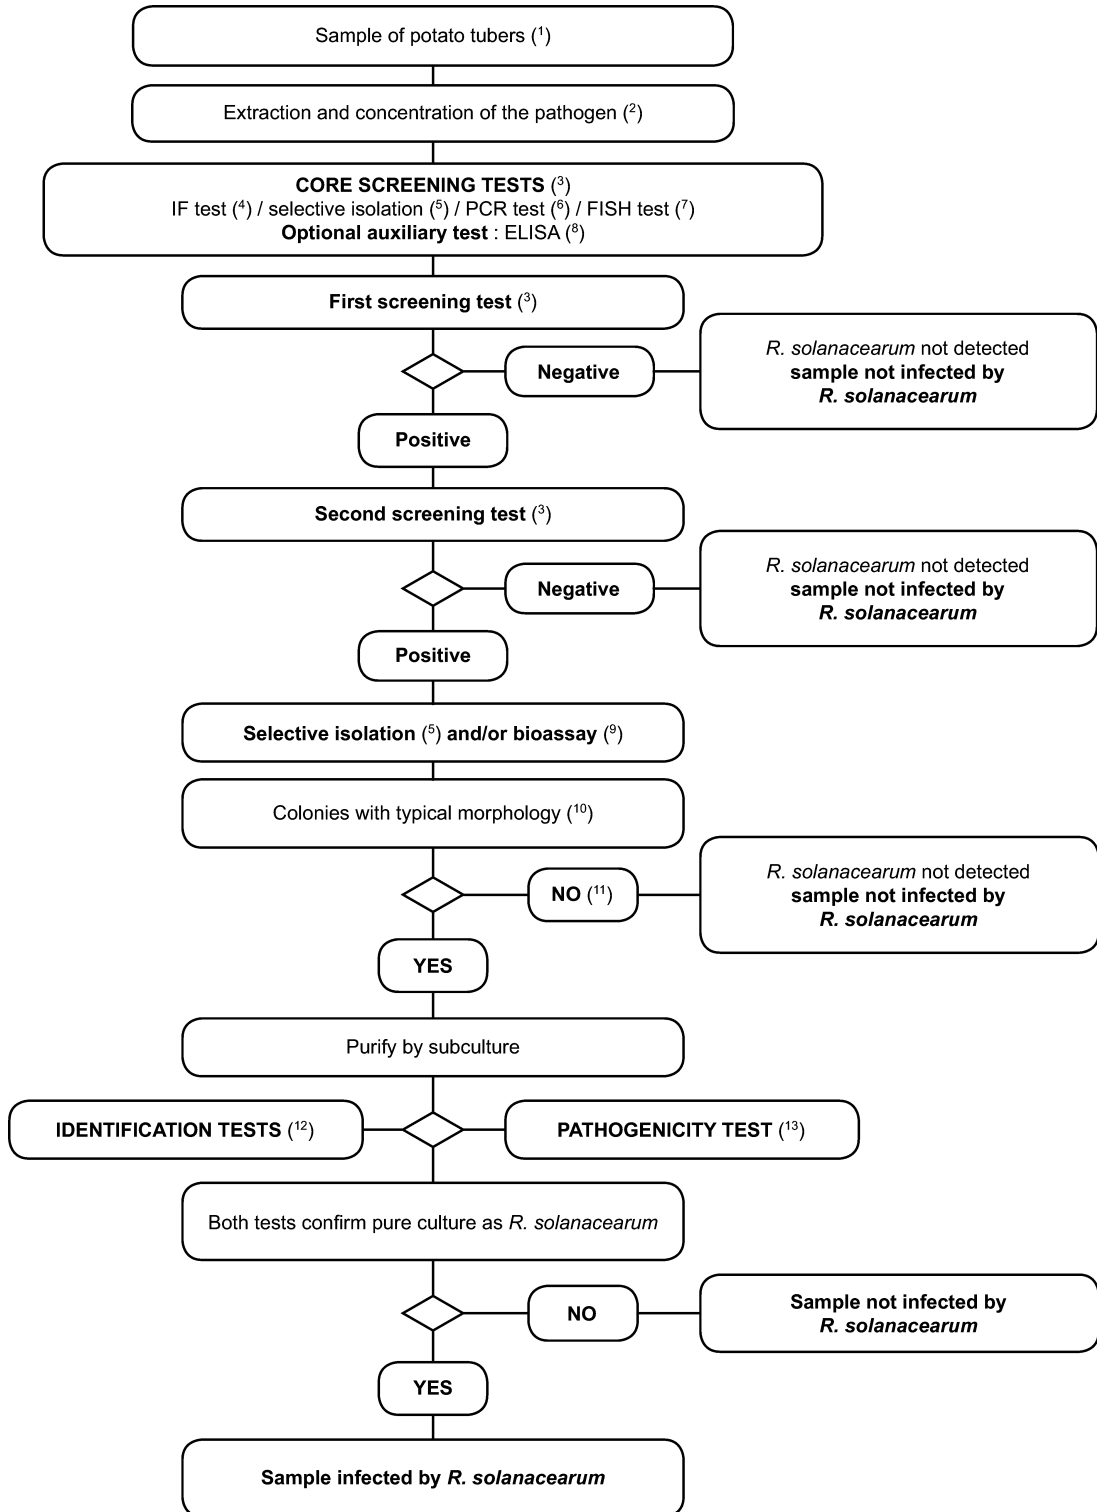 Sample of potato tubers (¹)
Extraction and concentration of the pathogen (²)
CORE SCREENING TESTS (³)
IF test (⁴) / selective isolation (⁵) / PCR test (⁶) / FISH test (⁷)
Optional auxiliary test : ELISA (⁸)
First screening test (³)
Negative
R. solanacearum not detected
sample not infected by
R. solanacearum
Positive
Second screening test (³)
Negative
R. solanacearum not detected
sample not infected by
R. solanacearum
Positive
Selective isolation (⁵) and/or bioassay (⁹)
Colonies with typical morphology (¹⁰)
NO (¹¹)
R. solanacearum not detected
sample not infected by
R. solanacearum
YES
Purify by subculture
IDENTIFICATION TESTS (¹²)
PATHOGENICITY TEST (¹³)
Both tests confirm pure culture as R. solanacearum
NO
Sample not infected by
R. solanacearum
YES
Sample infected by R. solanacearum